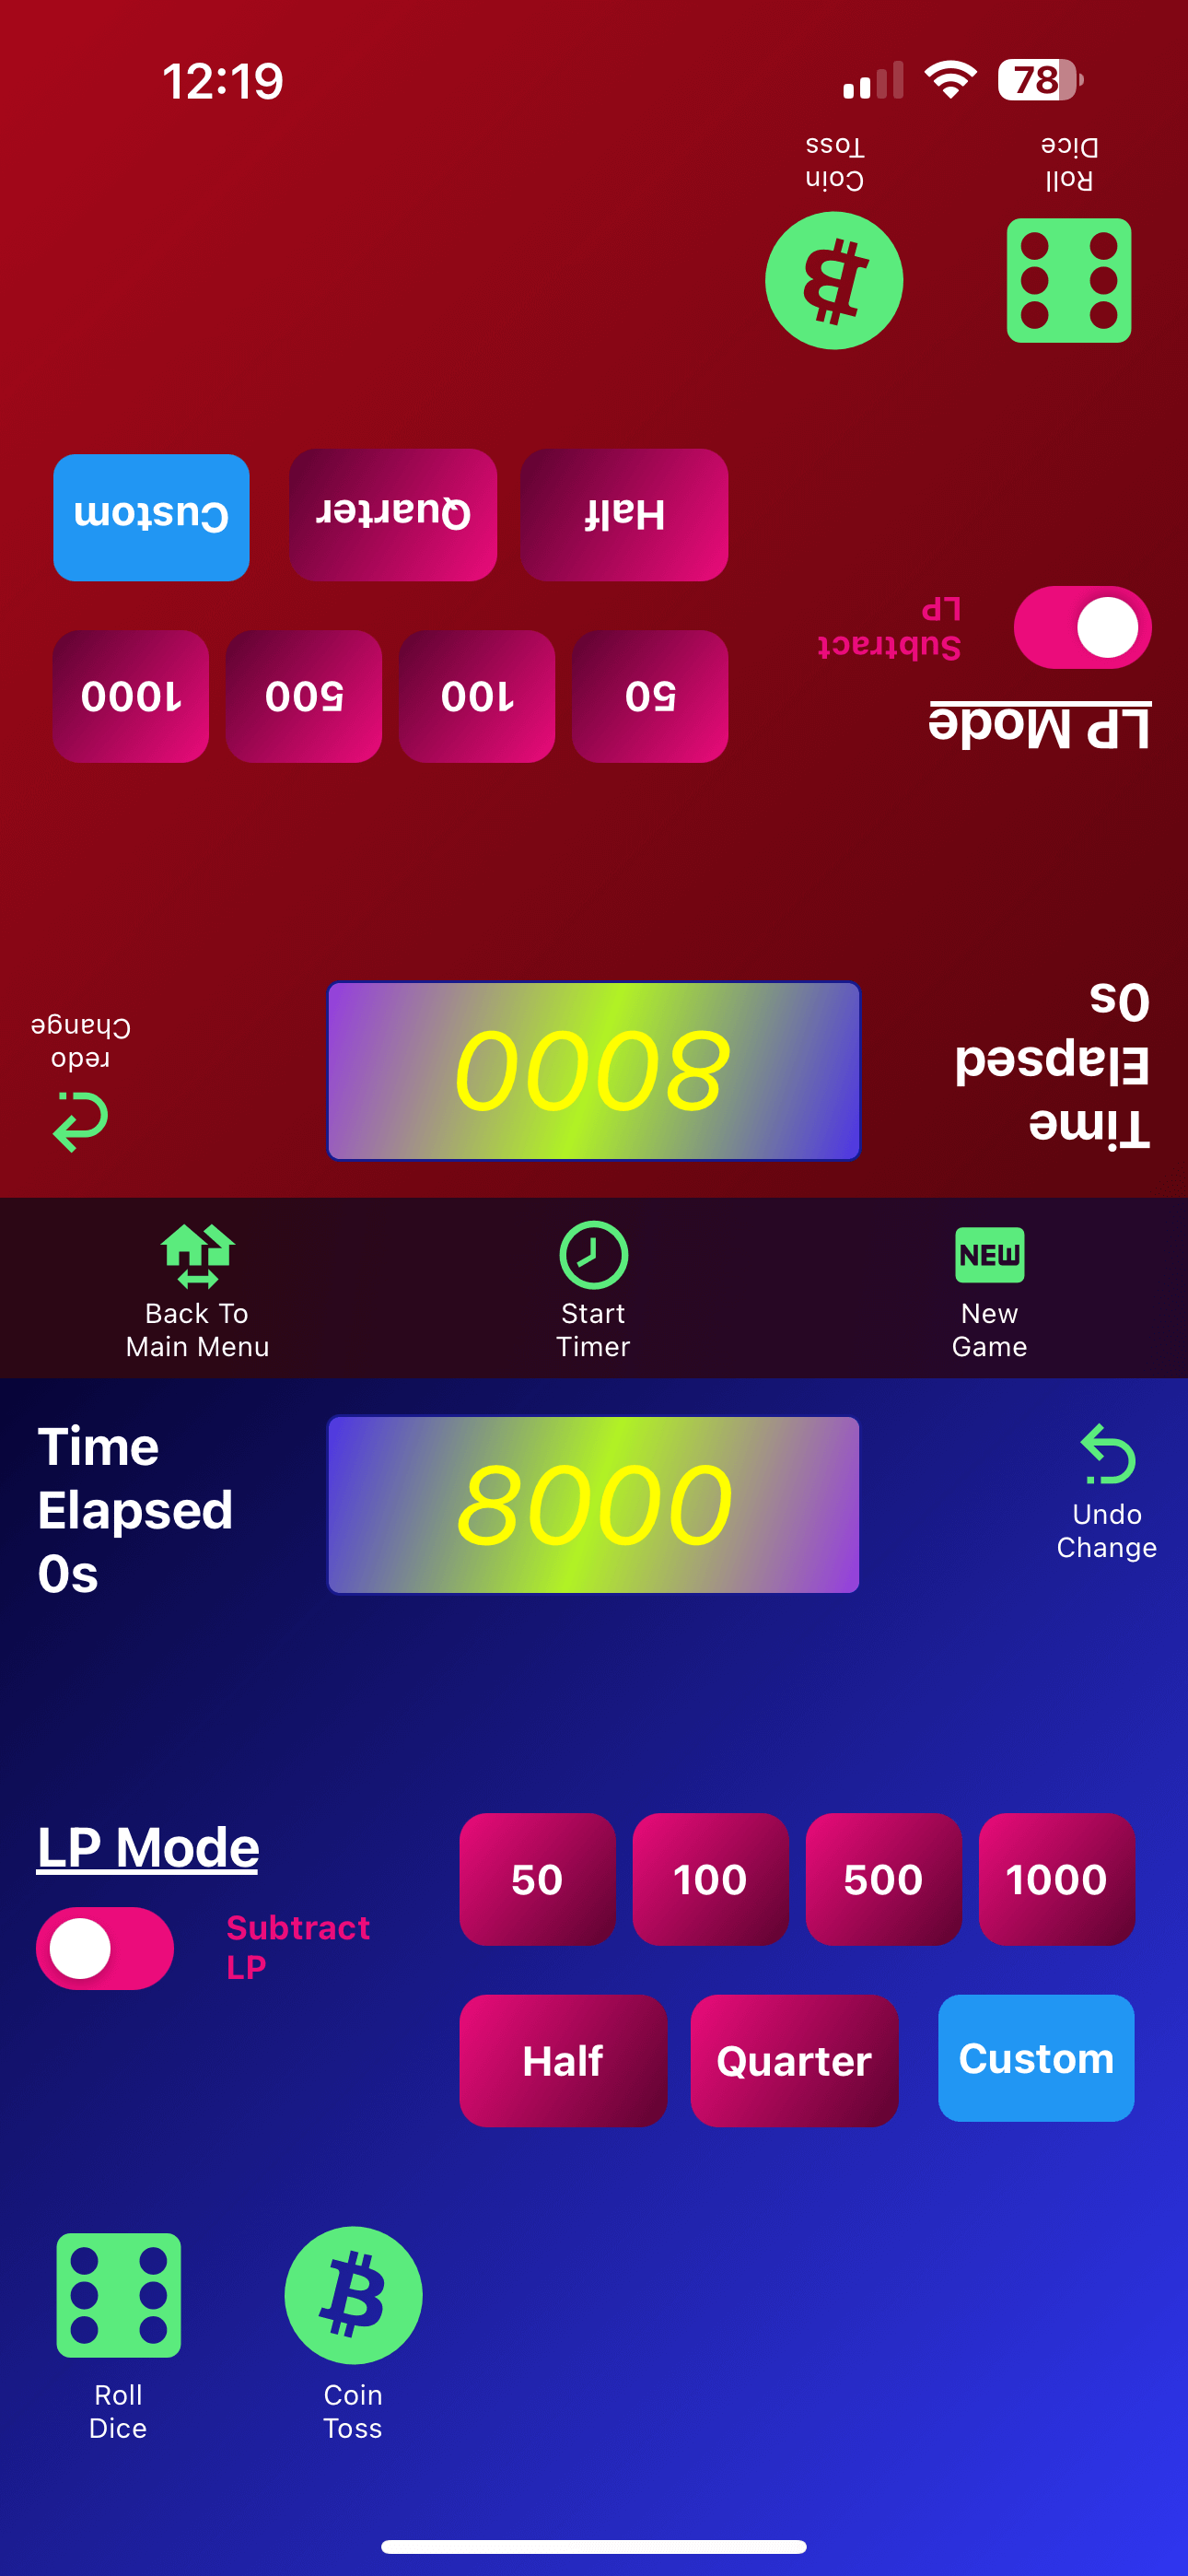 12:19
78
Roll
Dice
Coin
Toss
Half
Quarter
Custom
Subtract
LP
LP Mode
50
100
500
1000
Time
Elapsed
0s
8000
redo
Change
Back To
Main Menu
Start
Timer
NEW
New
Game
Time
Elapsed
0s
8000
Undo
Change
LP Mode
Subtract
LP
50
100
500
1000
Half
Quarter
Custom
Roll
Dice
Coin
Toss